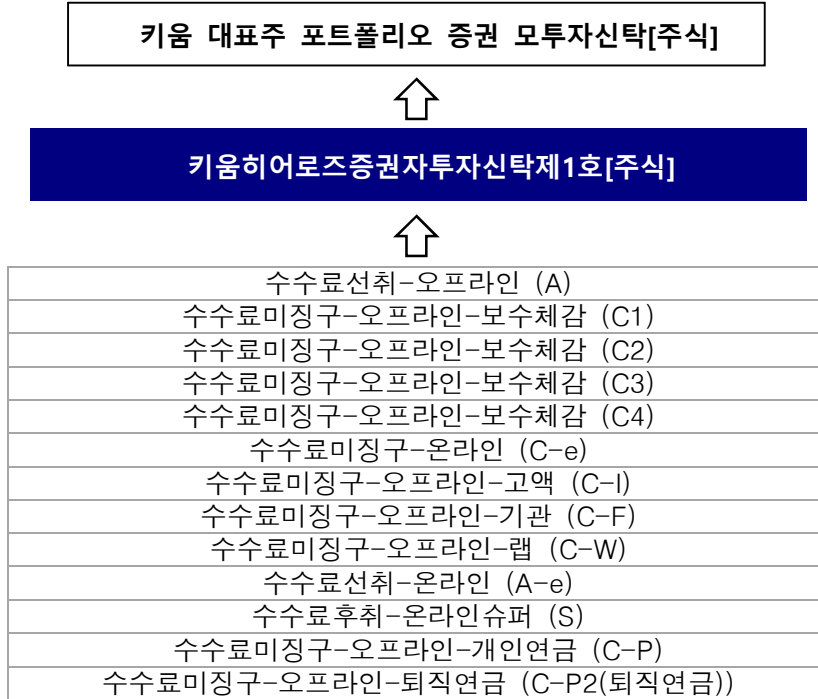 키움 대표주 포트폴리오 증권 모투자신탁[주식]
키움히어로즈증권자투자신탁제1호[주식]
수수료선취-오프라인 (A)
수수료미징구-오프라인-보수체감 (C1)
수수료미징구-오프라인-보수체감 (C2)
수수료미징구-오프라인-보수체감 (C3)
수수료미징구-오프라인-보수체감 (C4)
수수료미징구-온라인 (C-e)
수수료미징구-오프라인-고액 (C-I)
수수료미징구-오프라인-기관 (C-F)
수수료미징구-오프라인-랩 (C-W)
수수료선취-온라인 (A-e)
수수료후취-온라인슈퍼 (S)
수수료미징구-오프라인-개인연금 (C-P)
수수료미징구-오프라인-퇴직연금 (C-P2(퇴직연금))